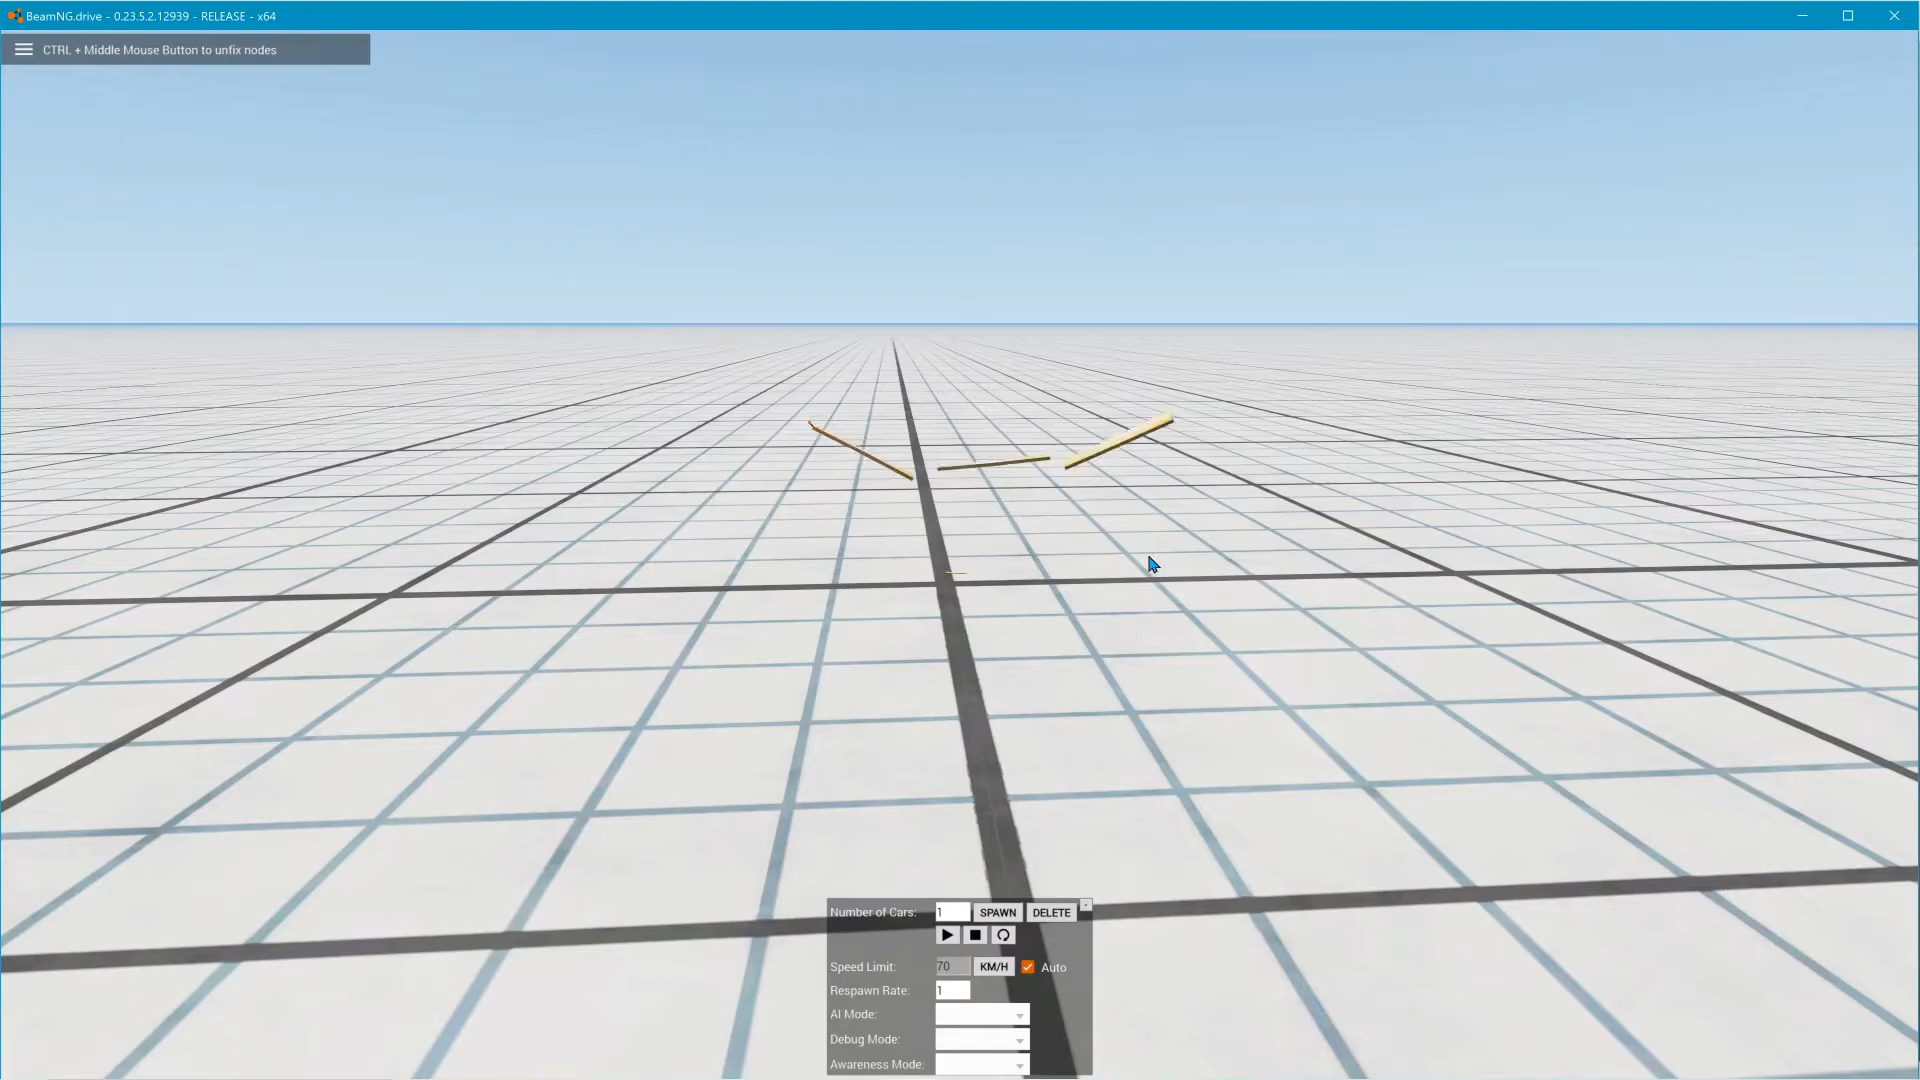 BeamNG.drive - 0.23.5.2.12939 - RELEASE - x64
CTRL + Middle Mouse Button to unfix nodes
Number of Cars: 1 SPAWN DELETE -
Speed Limit: 70 KM/H Auto
Respawn Rate: 1
AI Mode:
Debug Mode:
Awareness Mode: